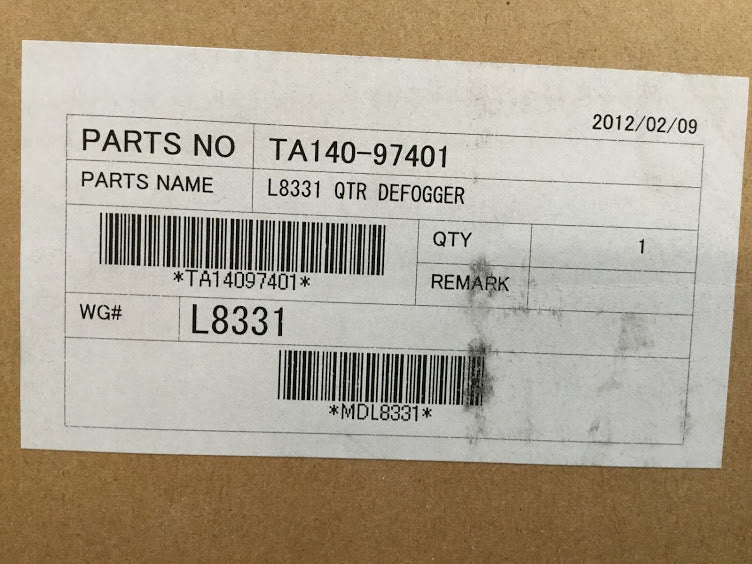 2012/02/09
PARTS NO TA140-97401
PARTS NAME L8331 QTR DEFOGGER
*TA14097401*
QTY 1
REMARK
WG# L8331
*MDL8331*